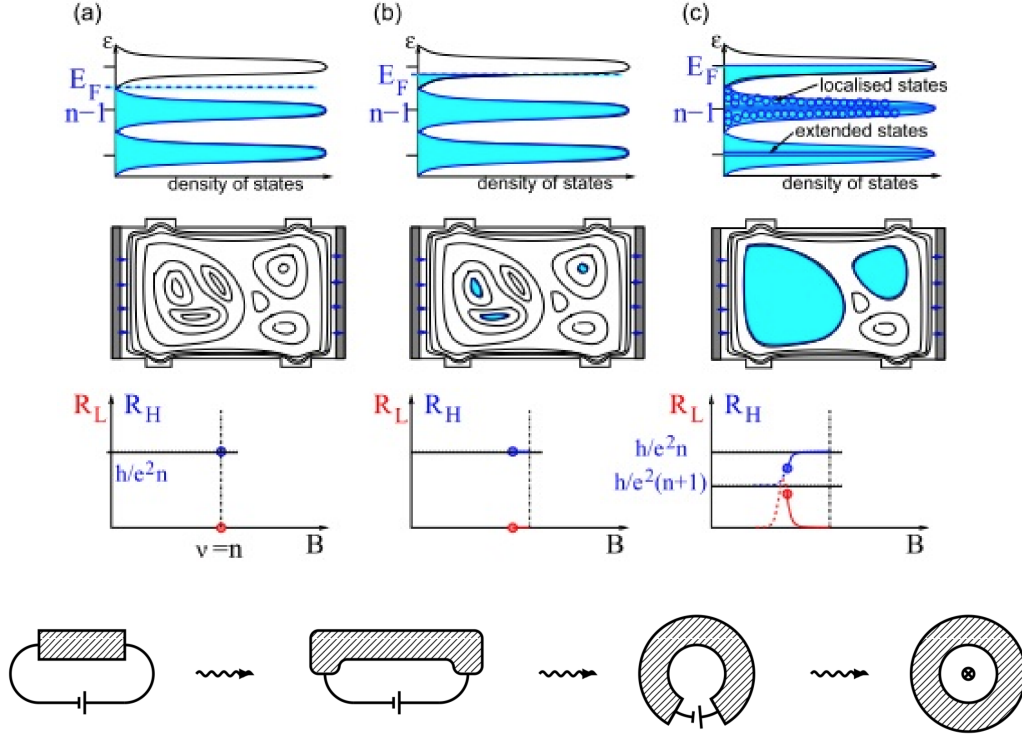 (a)
ε
E_F
n−1
density of states
(b)
ε
E_F
n−1
density of states
(c)
ε
E_F
n−1
localised states
extended states
density of states
R_L R_H
h/e²n
ν=n
B
R_L R_H
B
R_L R_H
h/e²n
h/e²(n+1)
B